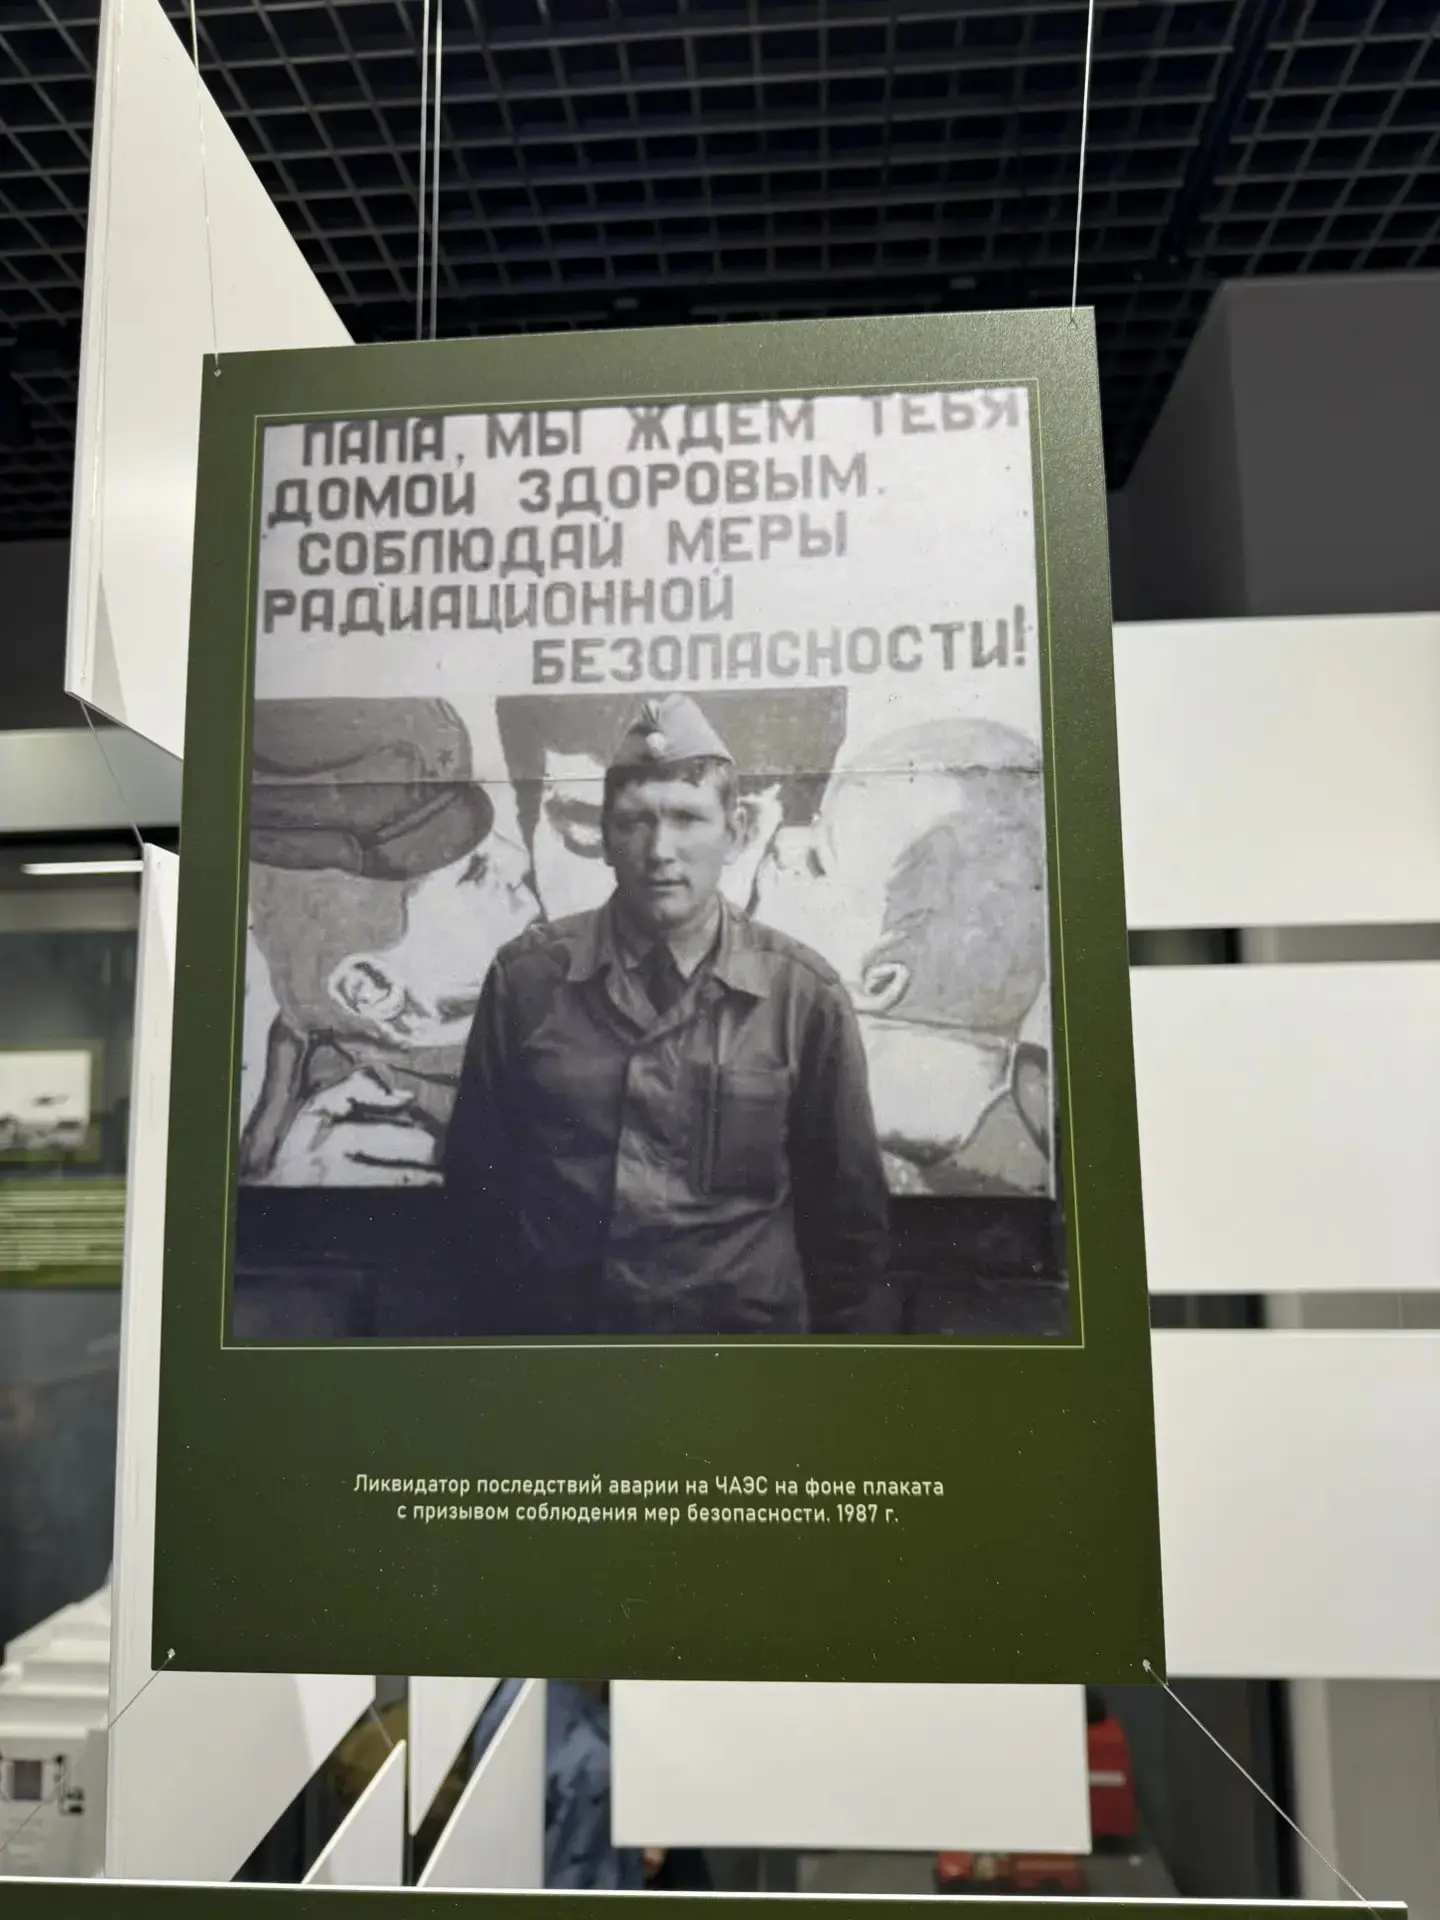 ПАПА, МЫ ЖДЕМ ТЕБЯ
ДОМОЙ ЗДОРОВЫМ.
СОБЛЮДАЙ МЕРЫ
РАДИАЦИОННОЙ
БЕЗОПАСНОСТИ!
Ликвидатор последствий аварии на ЧАЭС на фоне плаката
с призывом соблюдения мер безопасности. 1987 г.